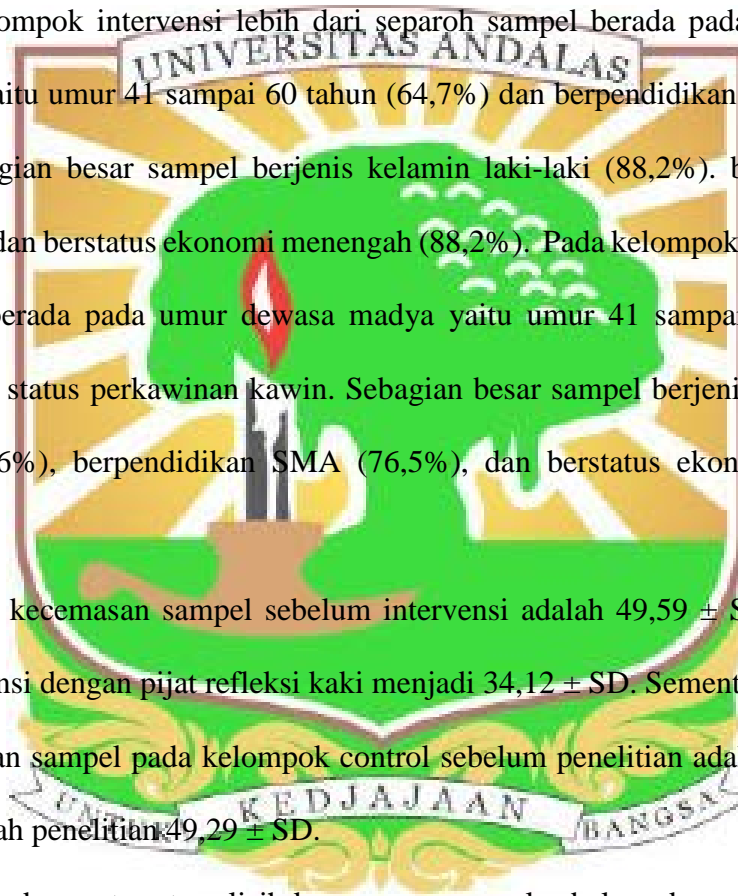 ompok intervensi lebih dari separoh sampel berada pada
UNIVERSITAS ANDALAS
aitu umur 41 sampai 60 tahun (64,7%) dan berpendidikan
gian besar sampel berjenis kelamin laki-laki (88,2%). b
dan berstatus ekonomi menengah (88,2%). Pada kelompok
berada pada umur dewasa madya yaitu umur 41 sampai
status perkawinan kawin. Sebagian besar sampel berjeni
6%), berpendidikan SMA (76,5%), dan berstatus ekon
kecemasan sampel sebelum intervensi adalah 49,59 ± S
nsi dengan pijat refleksi kaki menjadi 34,12 ± SD. Sement
an sampel pada kelompok control sebelum penelitian ada
KEDJAJAAN BANGSA
ah penelitian 49,29 ± SD.